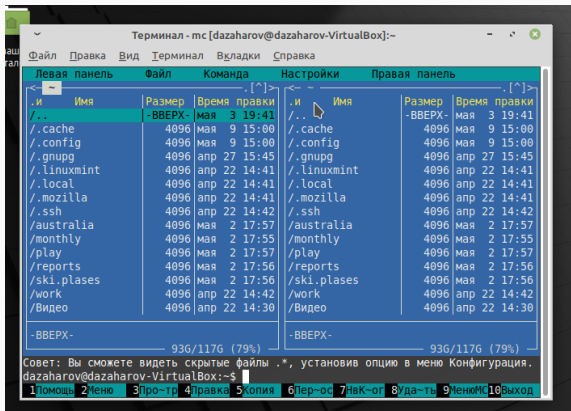 Терминал - mc [dazaharov@dazaharov-VirtualBox]:~
Файл Правка Вид Терминал Вкладки Справка
Левая панель Файл Команда Настройки Правая панель
<- ~ .[^]> <- ~ .[^]>
.и Имя Размер Время правки .и Имя Размер Время правки
/.. -ВВЕРХ- мая 3 19:41 /.. -ВВЕРХ- мая 3 19:41
/.cache 4096 мая 9 15:00 /.cache 4096 мая 9 15:00
/.config 4096 мая 9 15:00 /.config 4096 мая 9 15:00
/.gnupg 4096 апр 27 15:45 /.gnupg 4096 апр 27 15:45
/.linuxmint 4096 апр 22 14:41 /.linuxmint 4096 апр 22 14:41
/.local 4096 апр 22 14:41 /.local 4096 апр 22 14:41
/.mozilla 4096 апр 22 14:41 /.mozilla 4096 апр 22 14:41
/.ssh 4096 апр 22 14:42 /.ssh 4096 апр 22 14:42
/australia 4096 мая 2 17:57 /australia 4096 мая 2 17:57
/monthly 4096 мая 2 17:55 /monthly 4096 мая 2 17:55
/play 4096 мая 2 17:57 /play 4096 мая 2 17:57
/reports 4096 мая 2 17:56 /reports 4096 мая 2 17:56
/ski.plases 4096 мая 2 17:56 /ski.plases 4096 мая 2 17:56
/work 4096 апр 22 14:42 /work 4096 апр 22 14:42
/Видео 4096 апр 22 14:30 /Видео 4096 апр 22 14:30
-ВВЕРХ- -ВВЕРХ-
93G/117G (79%) 93G/117G (79%)
Совет: Вы сможете видеть скрытые файлы .*, установив опцию в меню Конфигурация.
dazaharov@dazaharov-VirtualBox:~$
1Помощь 2Меню 3Про~тр 4Правка 5Копия 6Пер~ос 7НвК~ог 8Уда~ть 9МенюMC 10Выход